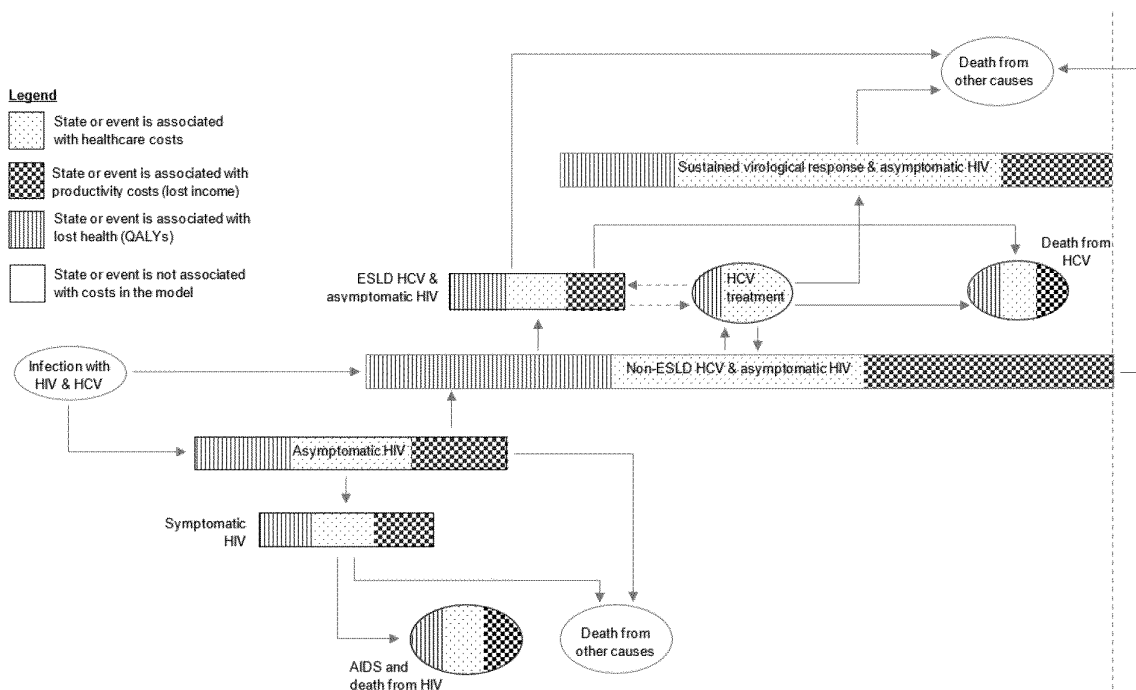 Death from
other causes
Legend
State or event is associated
with healthcare costs
State or event is associated with
productivity costs (lost income)
State or event is associated with
lost health (QALYs)
State or event is not associated
with costs in the model
Sustained virological response & asymptomatic HIV
Death from
HCV
ESLD HCV &
asymptomatic HIV
HCV
treatment
Infection with
HIV & HCV
Non-ESLD HCV & asymptomatic HIV
Asymptomatic HIV
Symptomatic
HIV
Death from
other causes
AIDS and
death from HIV